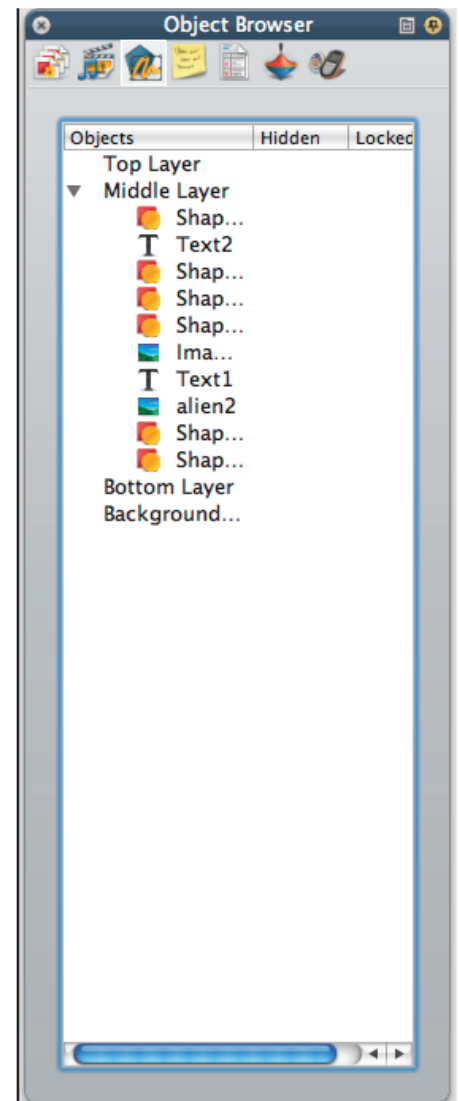 Object Browser
Objects Hidden Locked
Top Layer
Middle Layer
Shap...
Text2
Shap...
Shap...
Shap...
Ima...
Text1
alien2
Shap...
Shap...
Bottom Layer
Background...